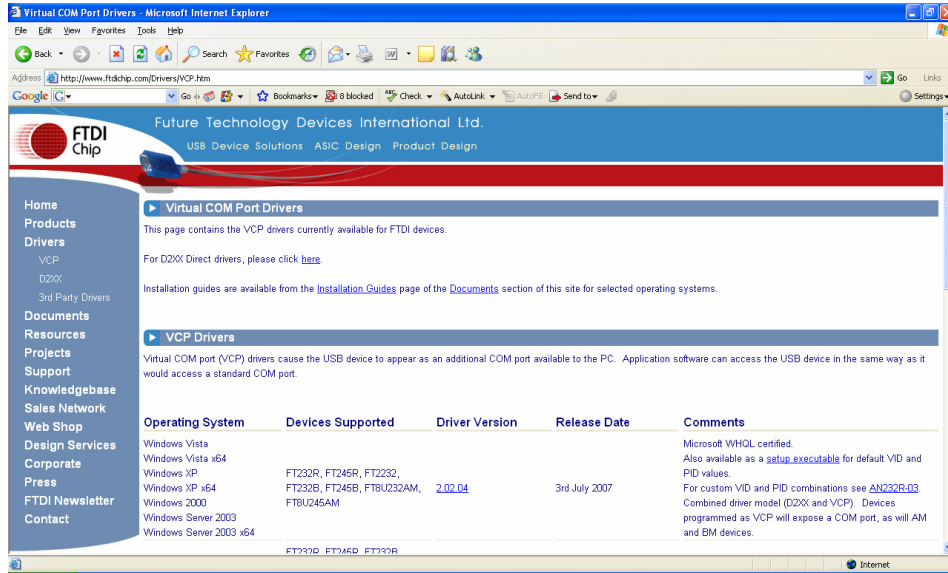 Virtual COM Port Drivers - Microsoft Internet Explorer
File Edit View Favorites Tools Help
Back Search Favorites
Address http://www.ftdichip.com/Drivers/VCP.htm Go Links
Google G Go Bookmarks 8 blocked Check AutoLink AutoFill Send to Settings
FTDI
Chip
Future Technology Devices International Ltd.
USB Device Solutions ASIC Design Product Design
Home
Products
Drivers
VCP
D2XX
3rd Party Drivers
Documents
Resources
Projects
Support
Knowledgebase
Sales Network
Web Shop
Design Services
Corporate
Press
FTDI Newsletter
Contact
Virtual COM Port Drivers
This page contains the VCP drivers currently available for FTDI devices.
For D2XX Direct drivers, please click here.
Installation guides are available from the Installation Guides page of the Documents section of this site for selected operating systems.
VCP Drivers
Virtual COM port (VCP) drivers cause the USB device to appear as an additional COM port available to the PC. Application software can access the USB device in the same way as it
would access a standard COM port.
Operating System Devices Supported Driver Version Release Date Comments
Windows Vista
Windows Vista x64
Windows XP
Windows XP x64
Windows 2000
Windows Server 2003
Windows Server 2003 x64
FT232R, FT245R, FT2232,
FT232B, FT245B, FT8U232AM,
FT8U245AM
2.02.04
3rd July 2007
Microsoft WHQL certified.
Also available as a setup executable for default VID and
PID values.
For custom VID and PID combinations see AN232R-03.
Combined driver model (D2XX and VCP). Devices
programmed as VCP will expose a COM port, as will AM
and BM devices.
FT232R, FT245R, FT232B,
Internet